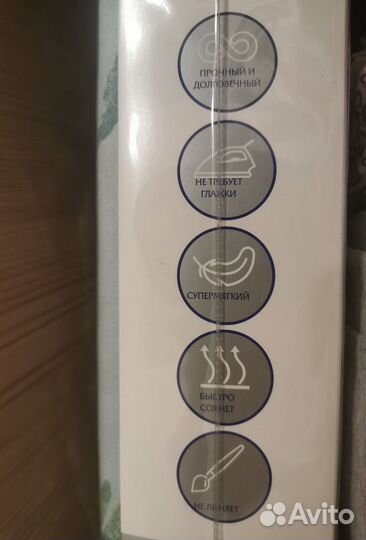 ПРОЧНЫЙ И
ДОЛГОВЕЧНЫЙ
НЕ ТРЕБУЕТ
ГЛАЖКИ
СУПЕРМЯГКИЙ
БЫСТРО
СОХНЕТ
НЕ ЛИНЯЕТ
Avito